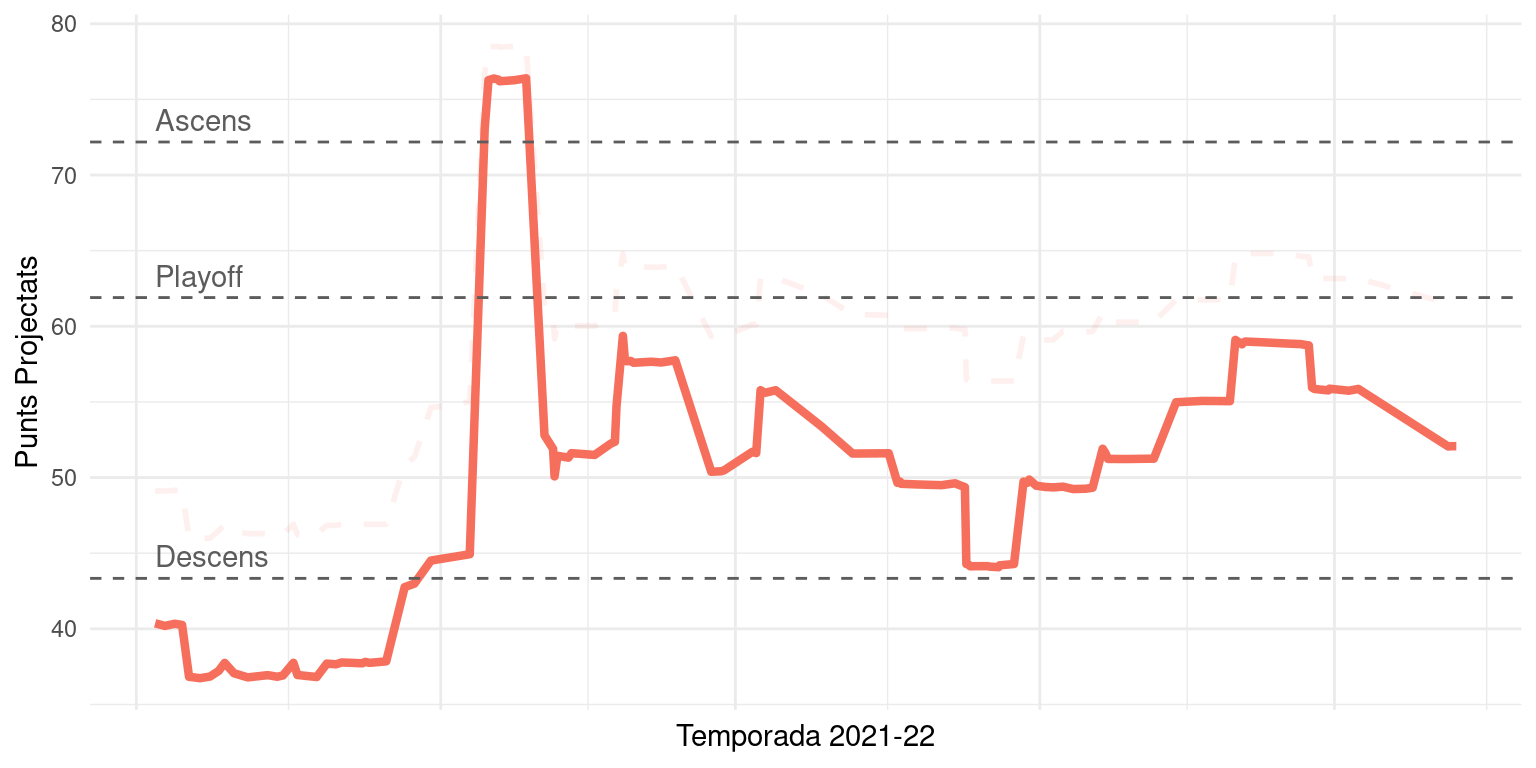 80
Ascens
70
Playoff
60
50
Descens
40
Punts Projectats
Temporada 2021-22